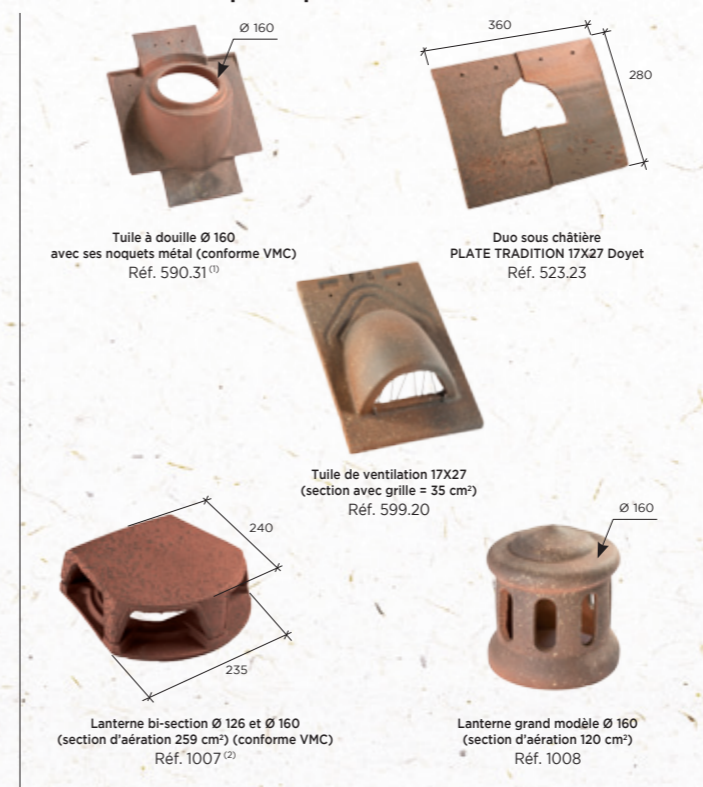 Ø 160
360
280
Tuile à douille Ø 160
avec ses noquets métal (conforme VMC)
Réf. 590.31 (1)
Duo sous châtière
PLATE TRADITION 17X27 Doyet
Réf. 523.23
Tuile de ventilation 17X27
(section avec grille = 35 cm²)
Réf. 599.20
240
235
Ø 160
Lanterne bi-section Ø 126 et Ø 160
(section d'aération 259 cm²) (conforme VMC)
Réf. 1007 (2)
Lanterne grand modèle Ø 160
(section d'aération 120 cm²)
Réf. 1008